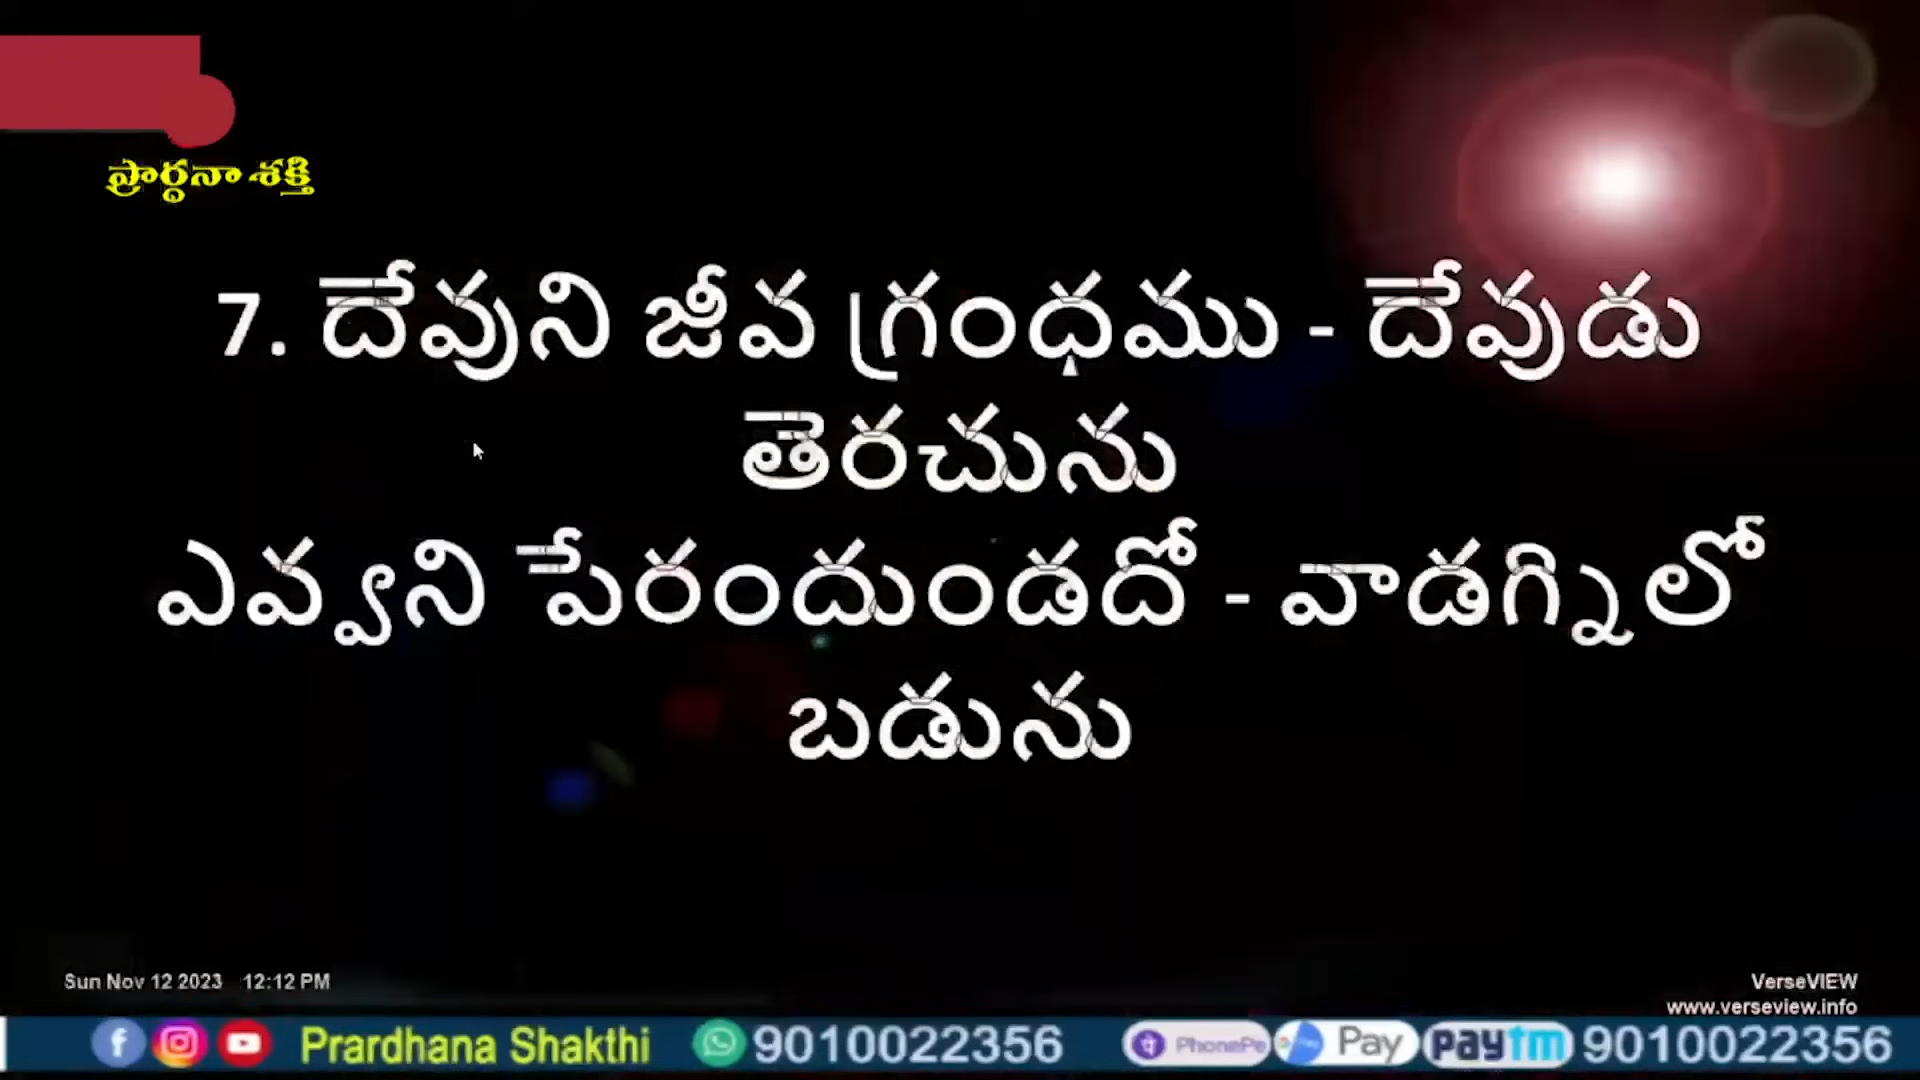 ప్రార్ధనా శక్తి
7. దేవుని జీవ గ్రంధము - దేవుడు
తెరచును
ఎవ్వని పేరందుండదో - వాడగ్నిలో
బడును
Sun Nov 12 2023 12:12 PM
VerseVIEW
www.verseview.info
Prardhana Shakthi 9010022356 PhonePe Pay paytm 9010022356